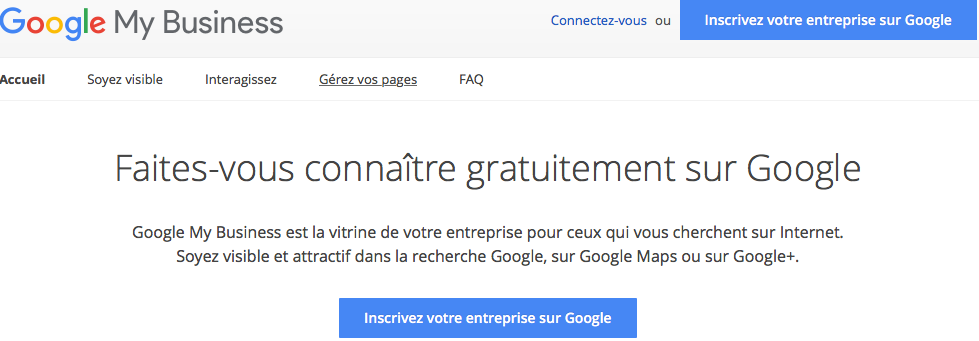 Google My Business
Connectez-vous ou
Inscrivez votre entreprise sur Google
Accueil
Soyez visible
Interagissez
Gérez vos pages
FAQ
Faites-vous connaître gratuitement sur Google
Google My Business est la vitrine de votre entreprise pour ceux qui vous cherchent sur Internet.
Soyez visible et attractif dans la recherche Google, sur Google Maps ou sur Google+.
Inscrivez votre entreprise sur Google